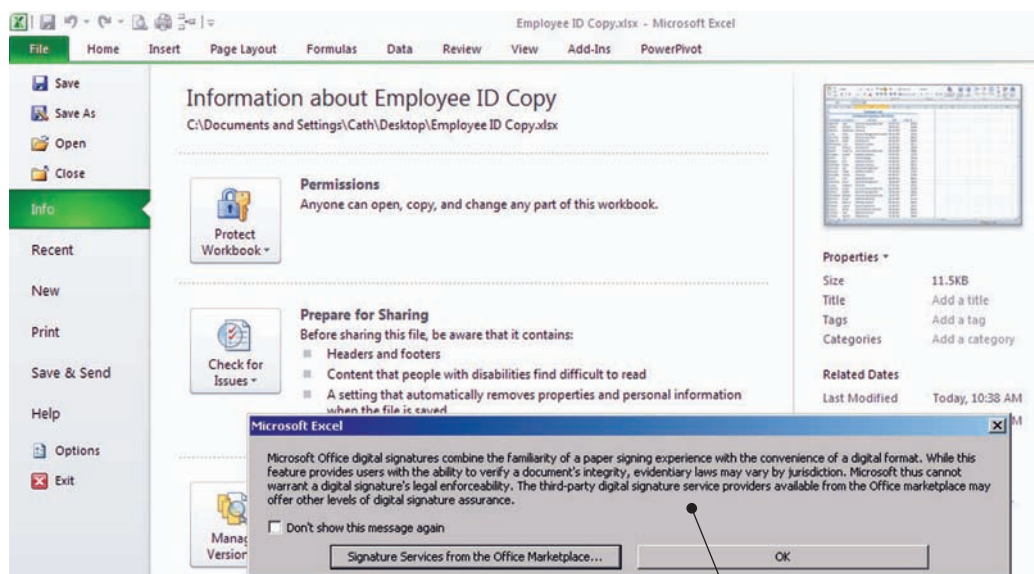 Employee ID Copy.xlsx - Microsoft Excel
File Home Insert Page Layout Formulas Data Review View Add-Ins PowerPivot
Save
Save As
Open
Close
Info
Recent
New
Print
Save & Send
Help
Options
Exit
Information about Employee ID Copy
C:\Documents and Settings\Cath\Desktop\Employee ID Copy.xlsx
Protect
Workbook
Permissions
Anyone can open, copy, and change any part of this workbook.
Check for
Issues
Prepare for Sharing
Before sharing this file, be aware that it contains:
Headers and footers
Content that people with disabilities find difficult to read
A setting that automatically removes properties and personal information
when the file is saved
Manag
Version
Properties
Size 11.5KB
Title Add a title
Tags Add a tag
Categories Add a category
Related Dates
Last Modified Today, 10:38 AM
M
Microsoft Excel
Microsoft Office digital signatures combine the familiarity of a paper signing experience with the convenience of a digital format. While this
feature provides users with the ability to verify a document's integrity, evidentiary laws may vary by jurisdiction. Microsoft thus cannot
warrant a digital signature's legal enforceability. The third-party digital signature service providers available from the Office marketplace may
offer other levels of digital signature assurance.
Don't show this message again
Signature Services from the Office Marketplace...
OK